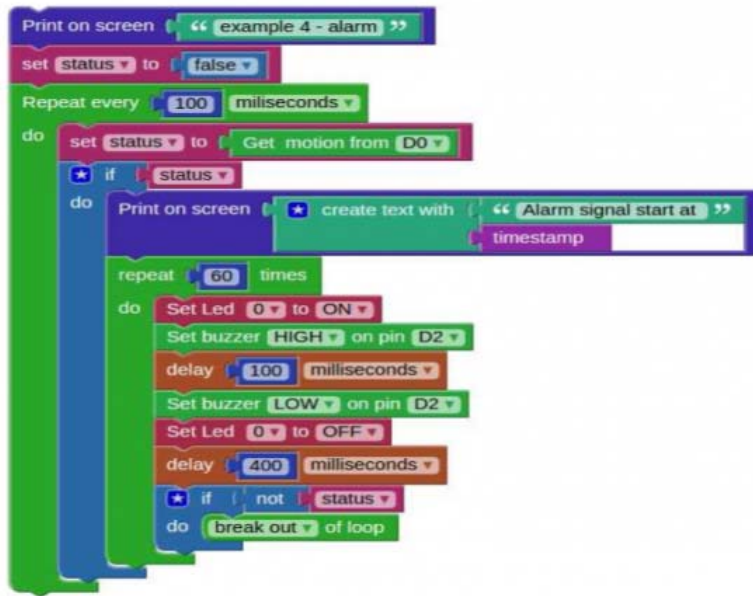 Print on screen “ example 4 - alarm ”
set status to false
Repeat every 100 miliseconds
do set status to Get motion from D0
if status
do Print on screen create text with “ Alarm signal start at ”
timestamp
repeat 60 times
do Set Led 0 to ON
Set buzzer HIGH on pin D2
delay 100 milliseconds
Set buzzer LOW on pin D2
Set Led 0 to OFF
delay 400 milliseconds
if not status
do break out of loop